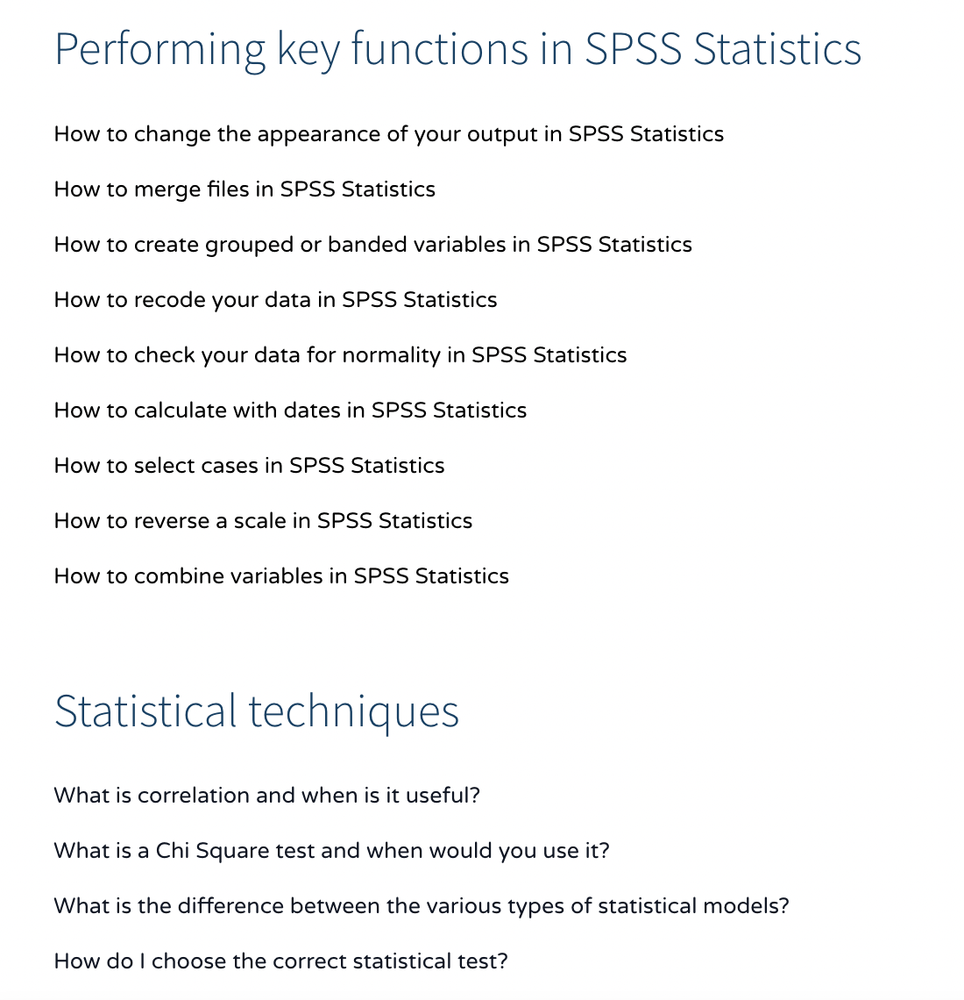 Performing key functions in SPSS Statistics
How to change the appearance of your output in SPSS Statistics
How to merge files in SPSS Statistics
How to create grouped or banded variables in SPSS Statistics
How to recode your data in SPSS Statistics
How to check your data for normality in SPSS Statistics
How to calculate with dates in SPSS Statistics
How to select cases in SPSS Statistics
How to reverse a scale in SPSS Statistics
How to combine variables in SPSS Statistics
Statistical techniques
What is correlation and when is it useful?
What is a Chi Square test and when would you use it?
What is the difference between the various types of statistical models?
How do I choose the correct statistical test?